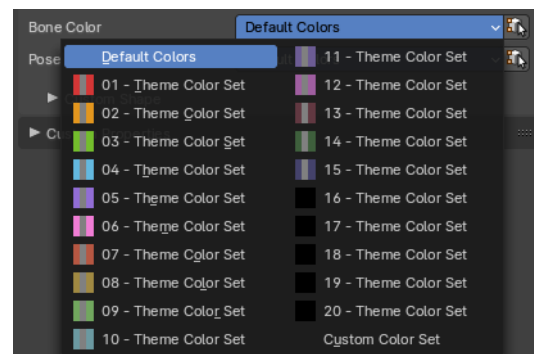 Bone Color
Default Colors
Pose
Default Colors
01 - Theme Color Set
02 - Theme Color Set
03 - Theme Color Set
04 - Theme Color Set
05 - Theme Color Set
06 - Theme Color Set
07 - Theme Color Set
08 - Theme Color Set
09 - Theme Color Set
10 - Theme Color Set
11 - Theme Color Set
12 - Theme Color Set
13 - Theme Color Set
14 - Theme Color Set
15 - Theme Color Set
16 - Theme Color Set
17 - Theme Color Set
18 - Theme Color Set
19 - Theme Color Set
20 - Theme Color Set
Custom Color Set